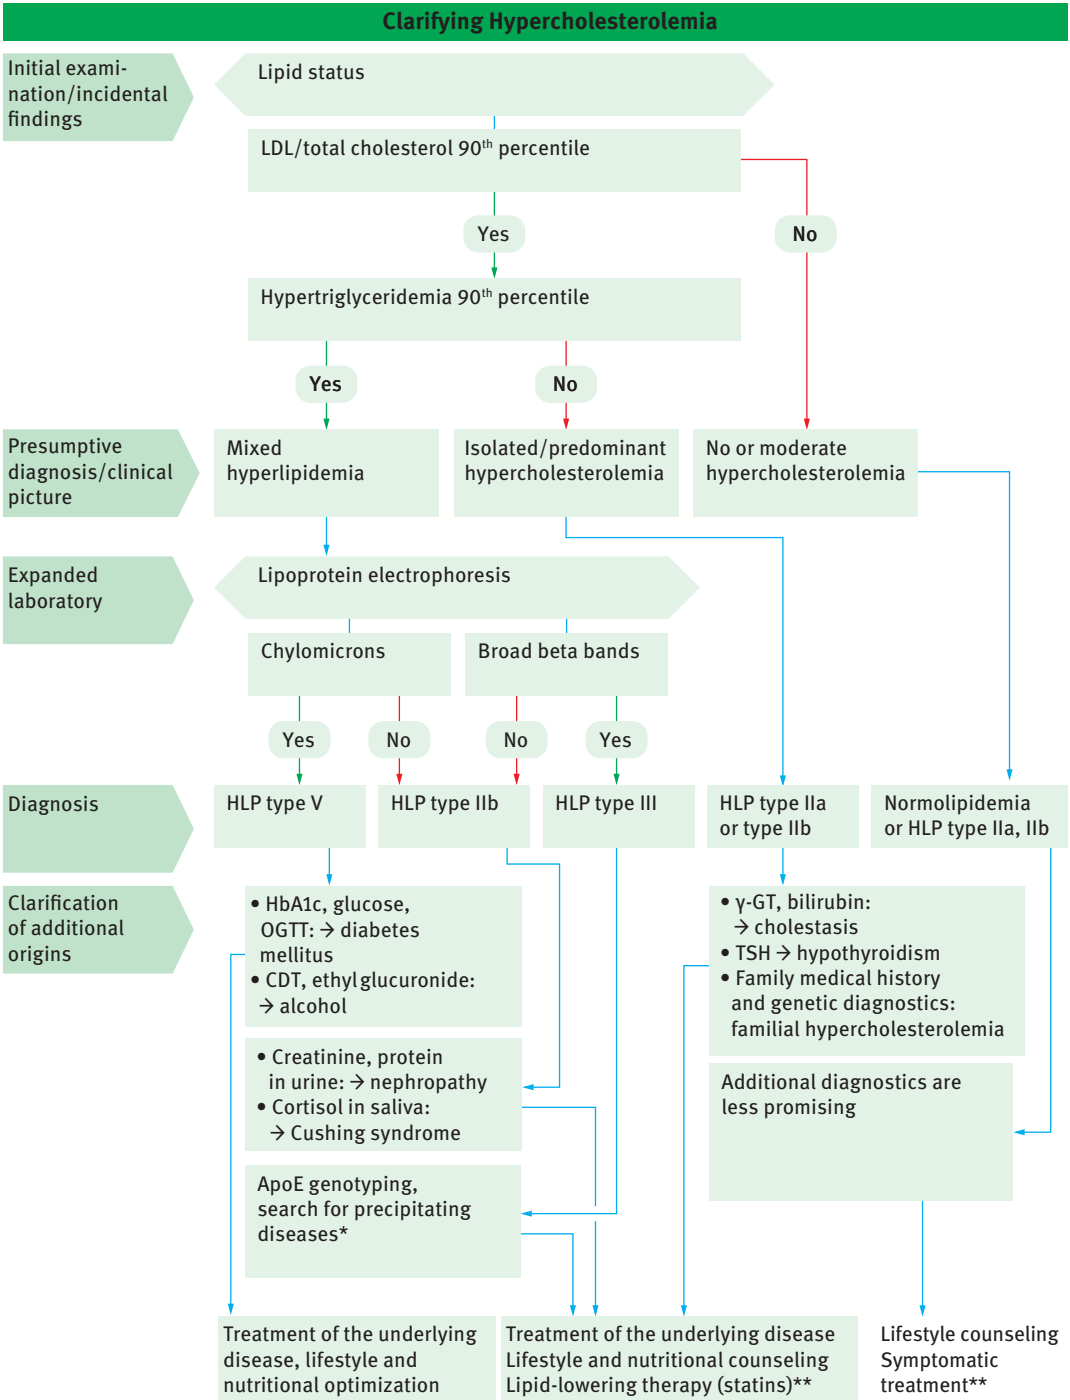 Clarifying Hypercholesterolemia
Initial exami-
nation/incidental
findings
Lipid status
LDL/total cholesterol 90th percentile
Yes
No
Hypertriglyceridemia 90th percentile
Yes
No
Presumptive
diagnosis/clinical
picture
Mixed
hyperlipidemia
Isolated/predominant
hypercholesterolemia
No or moderate
hypercholesterolemia
Expanded
laboratory
Lipoprotein electrophoresis
Chylomicrons
Broad beta bands
Yes
No
No
Yes
Diagnosis
HLP type V
HLP type IIb
HLP type III
HLP type IIa
or type IIb
Normolipidemia
or HLP type IIa, IIb
Clarification
of additional
origins
• HbA1c, glucose,
OGTT: → diabetes
mellitus
• CDT, ethyl glucuronide:
→ alcohol
• γ-GT, bilirubin:
→ cholestasis
• TSH → hypothyroidism
• Family medical history
and genetic diagnostics:
familial hypercholesterolemia
• Creatinine, protein
in urine: → nephropathy
• Cortisol in saliva:
→ Cushing syndrome
Additional diagnostics are
less promising
ApoE genotyping,
search for precipitating
diseases*
Treatment of the underlying
disease, lifestyle and
nutritional optimization
Treatment of the underlying disease
Lifestyle and nutritional counseling
Lipid-lowering therapy (statins)**
Lifestyle counseling
Symptomatic
treatment**